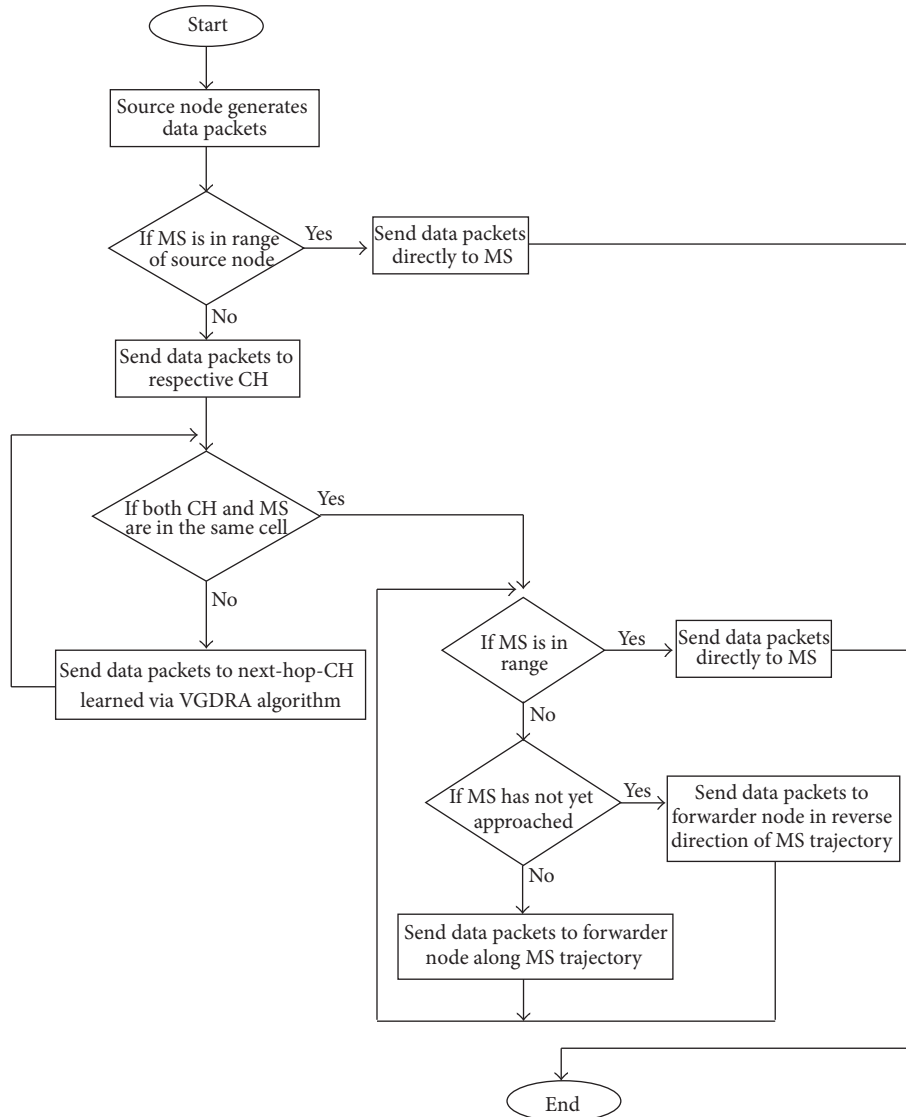 Start
Source node generates
data packets
If MS is in range
of source node
Yes
Send data packets
directly to MS
No
Send data packets to
respective CH
If both CH and MS
are in the same cell
Yes
No
Send data packets to next-hop-CH
learned via VGDRA algorithm
If MS is in
range
Yes
Send data packets
directly to MS
No
If MS has not yet
approached
Yes
Send data packets to
forwarder node in reverse
direction of MS trajectory
No
Send data packets to forwarder
node along MS trajectory
End